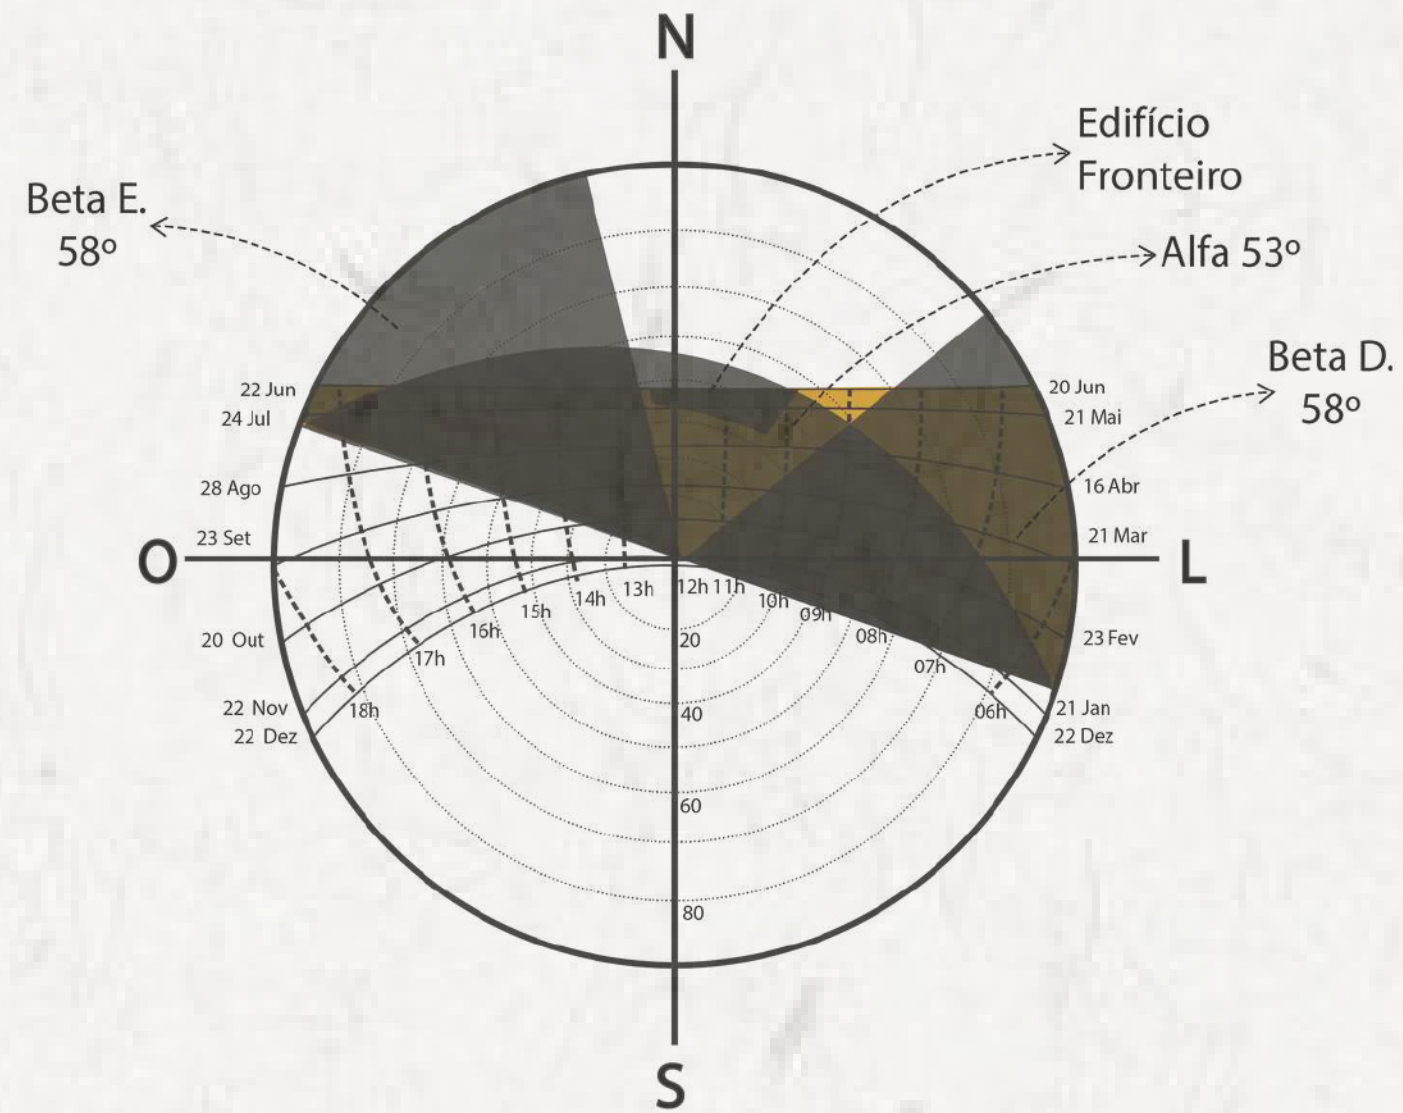 N
Edifício
Fronteiro
Beta E.
58º
Alfa 53º
Beta D.
58º
22 Jun
20 Jun
24 Jul
21 Mai
28 Ago
16 Abr
23 Set
21 Mar
O
L
13h
12h
11h
10h
09h
08h
07h
06h
14h
15h
16h
17h
18h
20 Out
23 Fev
22 Nov
21 Jan
22 Dez
22 Dez
20
40
60
80
S